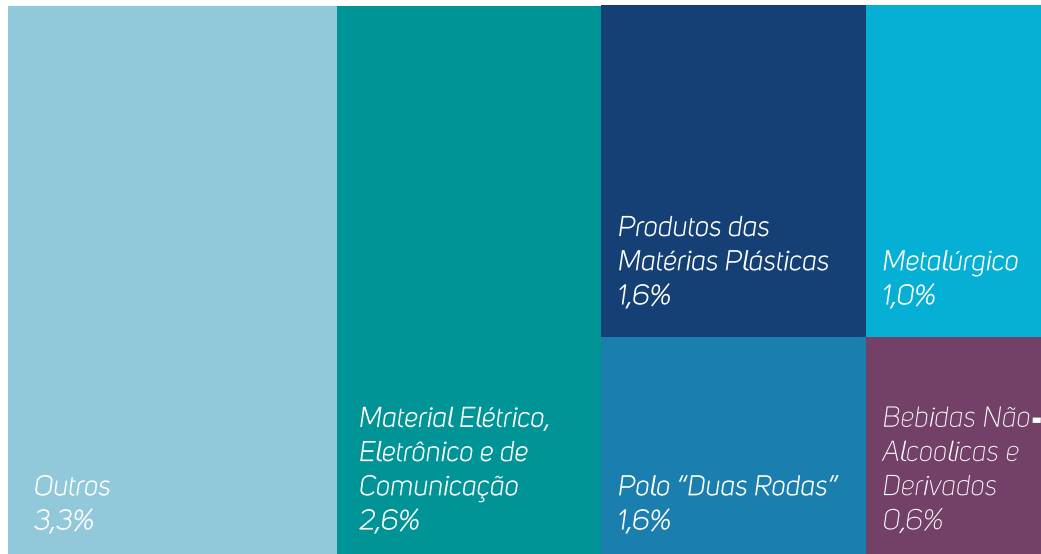 Outros
3,3%
Material Elétrico,
Eletrônico e de
Comunicação
2,6%
Produtos das
Matérias Plásticas
1,6%
Polo “Duas Rodas”
1,6%
Metalúrgico
1,0%
Bebidas Não-
Alcoolicas e
Derivados
0,6%